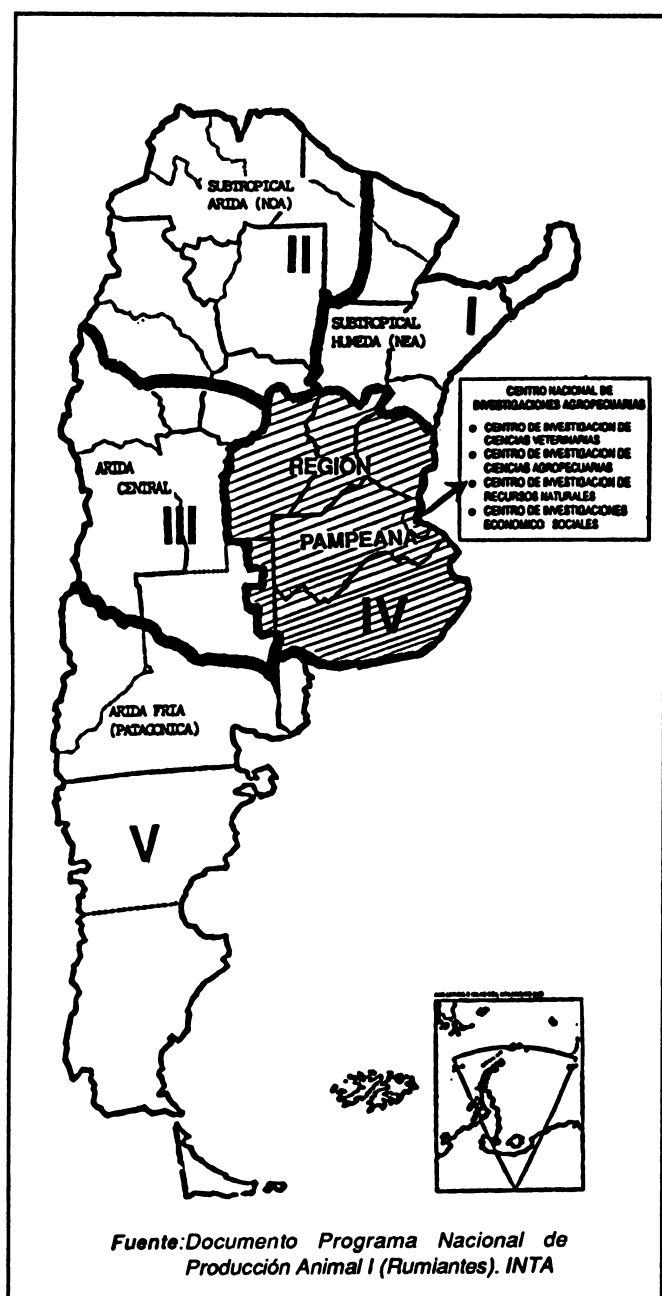 SUBTROPICAL
ARIDA (NOA)
II
I
SUBTROPICAL
HUMEDA (NEA)
CENTRO NACIONAL DE
INVESTIGACIONES AGROPECUARIAS
• CENTRO DE INVESTIGACION DE
CIENCIAS VETERINARIAS
• CENTRO DE INVESTIGACION DE
CIENCIAS AGROPECUARIAS
• CENTRO DE INVESTIGACION DE
RECURSOS NATURALES
• CENTRO DE INVESTIGACIONES
ECONOMICO SOCIALES
REGION
ARIDA
CENTRAL
III
PAMPEANA
IV
ARIDA FRIA
(PATAGONICA)
V
Fuente:Documento Programa Nacional de
Producción Animal I (Rumiantes). INTA